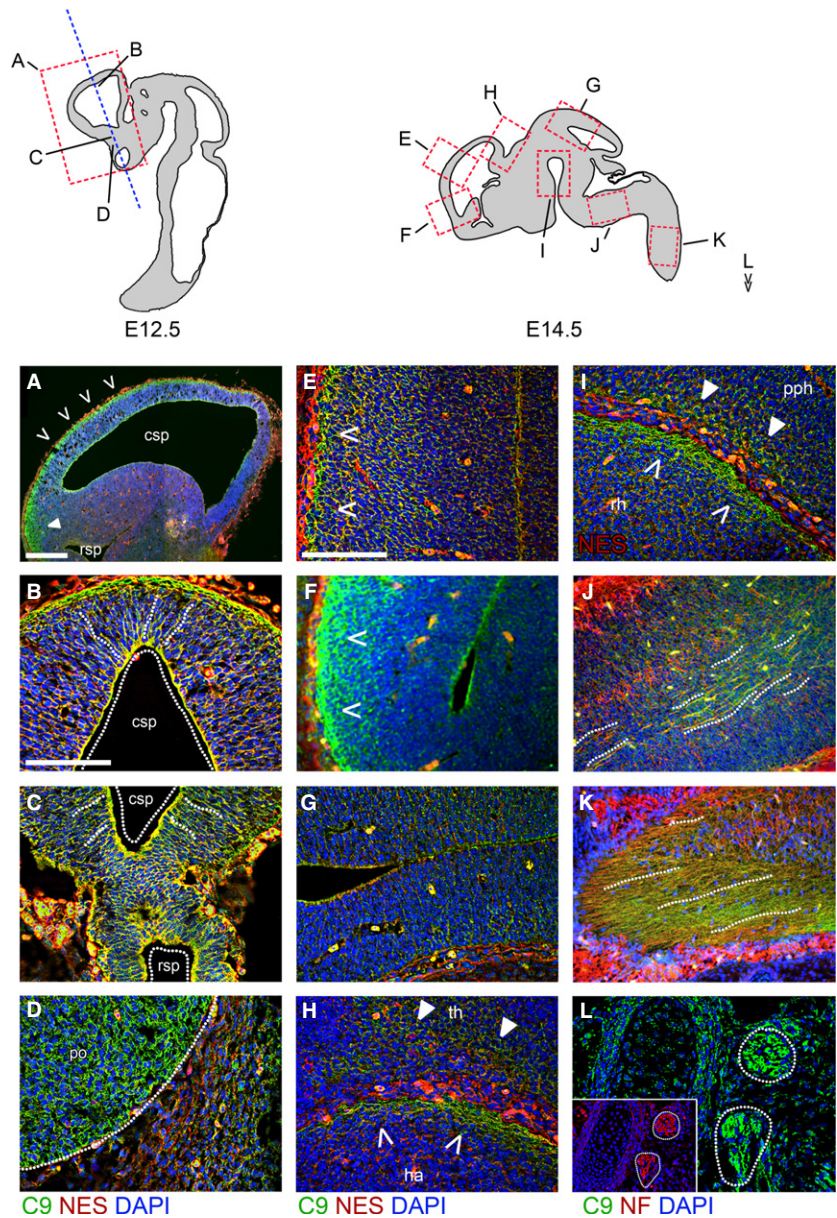 A
B
C
D
E12.5
E
F
G
H
I
J
K
L
E14.5
A
csp
rsp
B
csp
C
csp
rsp
D
po
C9 NES DAPI
E
F
G
H
th
ha
C9 NES DAPI
I
pph
rh
NES
J
K
L
C9 NF DAPI